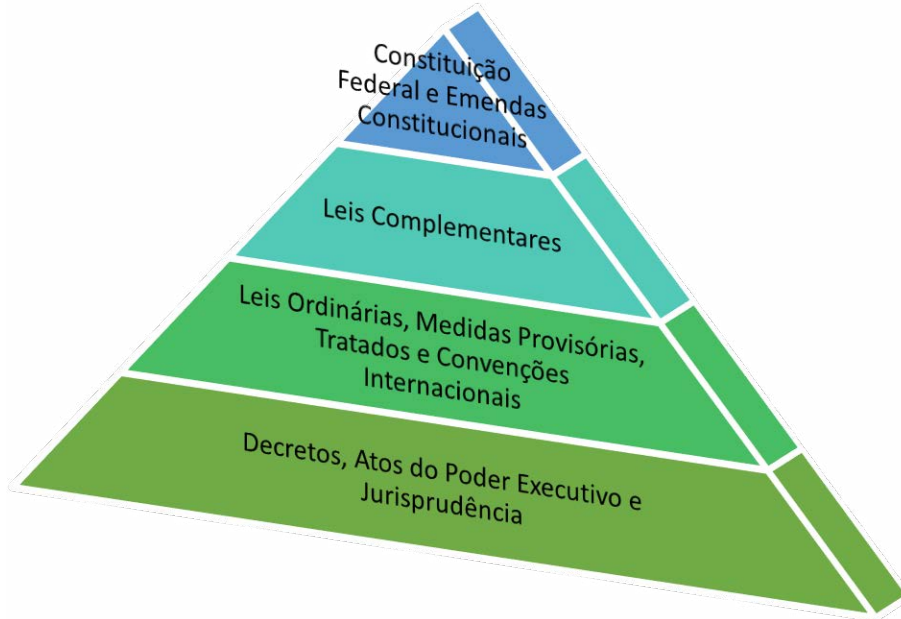 Constituição
Federal e Emendas
Constitucionais
Leis Complementares
Leis Ordinárias, Medidas Provisórias,
Tratados e Convenções
Internacionais
Decretos, Atos do Poder Executivo e
Jurisprudência